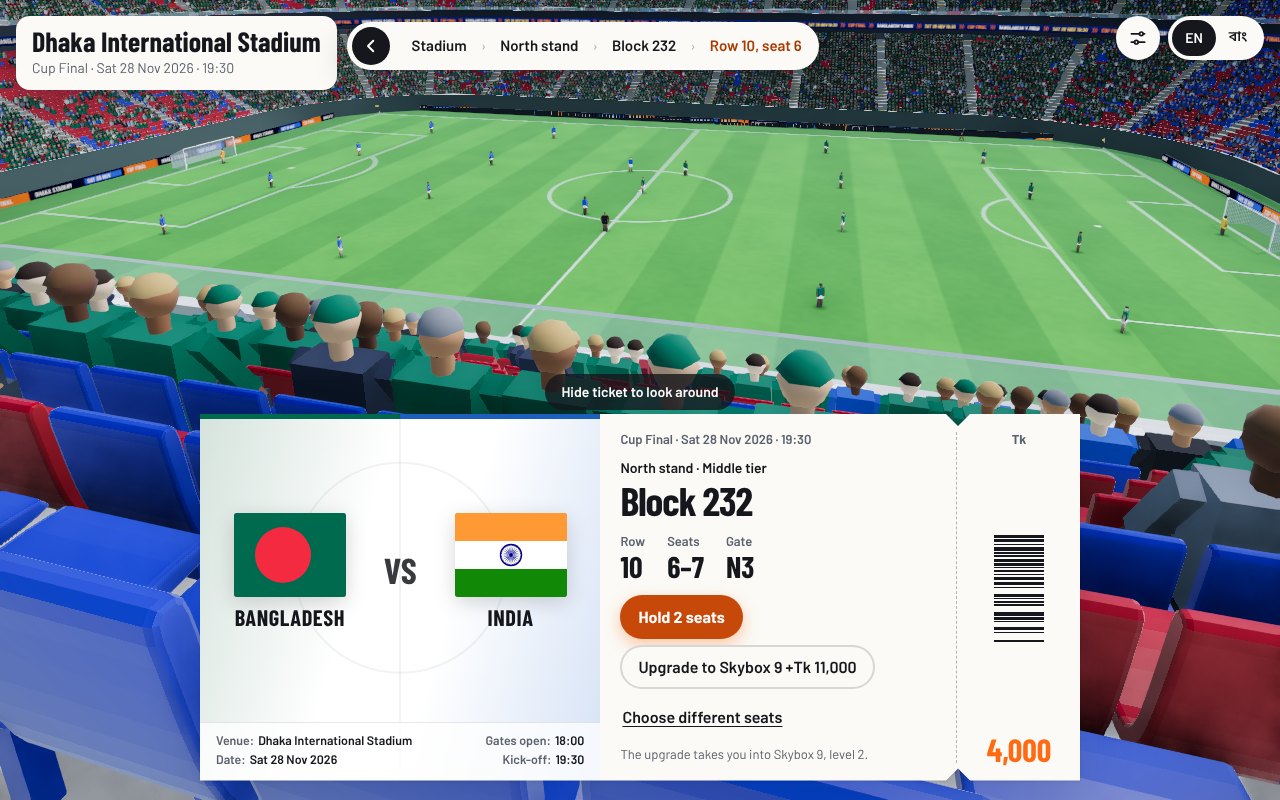 Dhaka International Stadium
Cup Final · Sat 28 Nov 2026 · 19:30
Stadium › North stand › Block 232 › Row 10, seat 6
EN বাং
DHAKA STADIUM
CUP FINAL
Hide ticket to look around
BANGLADESH
VS
INDIA
Venue: Dhaka International Stadium
Gates open: 18:00
Date: Sat 28 Nov 2026
Kick-off: 19:30
Cup Final · Sat 28 Nov 2026 · 19:30
North stand · Middle tier
Block 232
Row Seats Gate
10 6–7 N3
Hold 2 seats
Upgrade to Skybox 9 +Tk 11,000
Choose different seats
The upgrade takes you into Skybox 9, level 2.
Tk
4,000